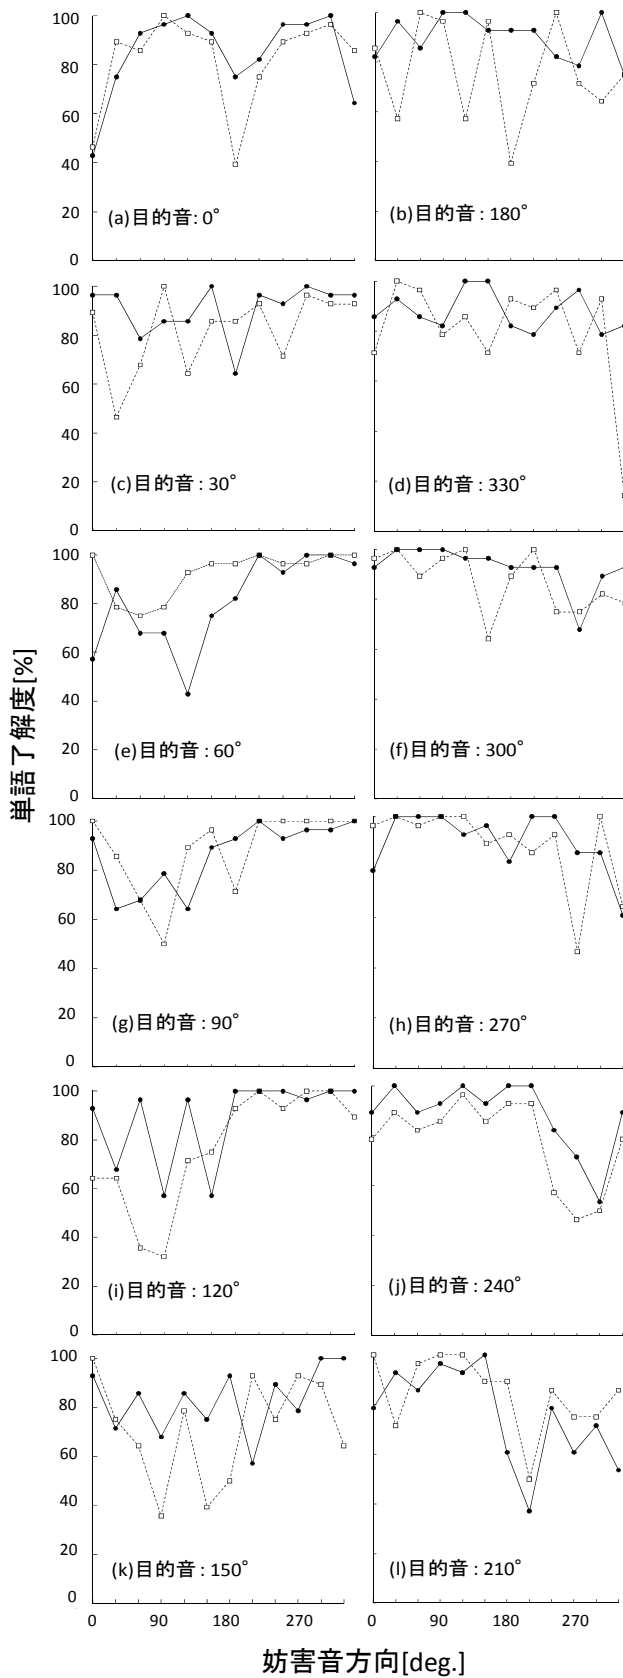 100
80
60
40
20
0
(a)目的音: 0°
(b)目的音 : 180°
100
80
60
40
20
0
(c)目的音 : 30°
(d)目的音 : 330°
100
80
60
40
20
0
(e)目的音 : 60°
(f)目的音 : 300°
単語了解度[%]
100
80
60
40
20
0
(g)目的音 : 90°
(h)目的音 : 270°
100
80
60
40
20
0
(i)目的音 : 120°
(j)目的音 : 240°
100
80
60
40
20
0
(k)目的音 : 150°
(l)目的音 : 210°
0 90 180 270 0 90 180 270
妨害音方向[deg.]